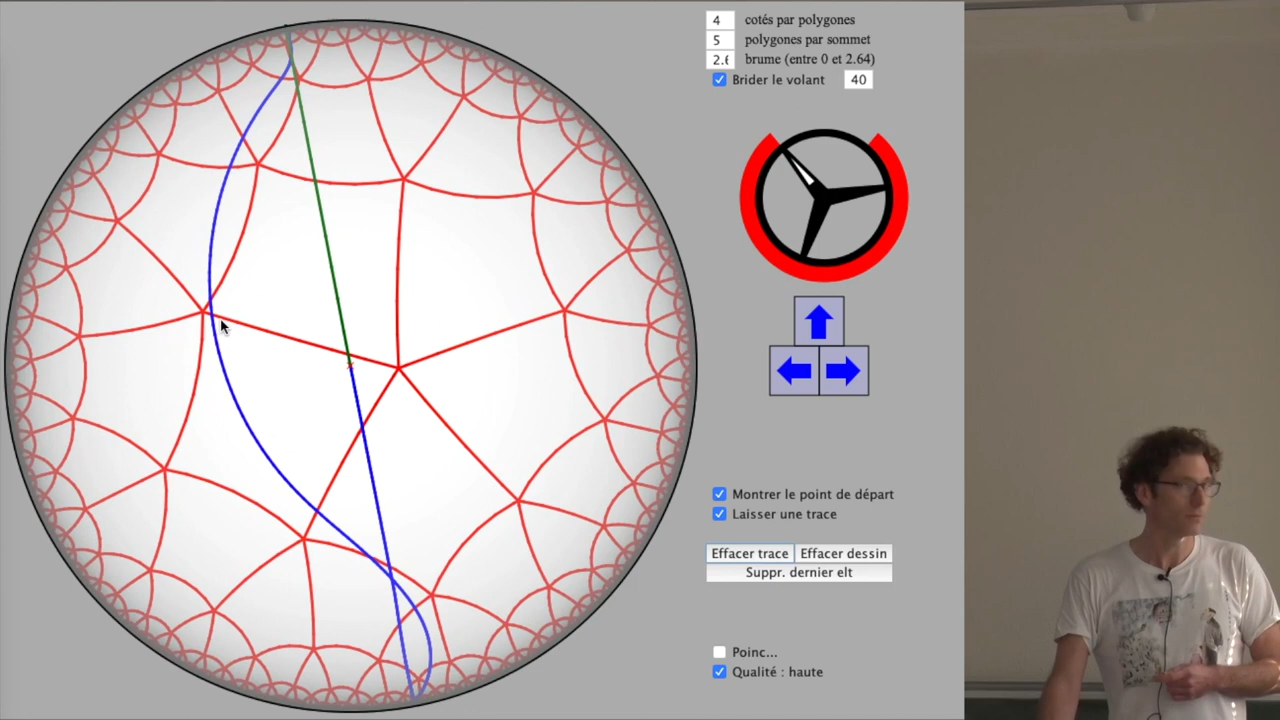 4 cotés par polygones
5 polygones par sommet
brume (entre 0 et 2.64)
Brider le volant 40
Montrer le point de départ
Laisser une trace
Effacer trace Effacer dessin
Suppr. dernier elt
Poinc...
Qualité : haute